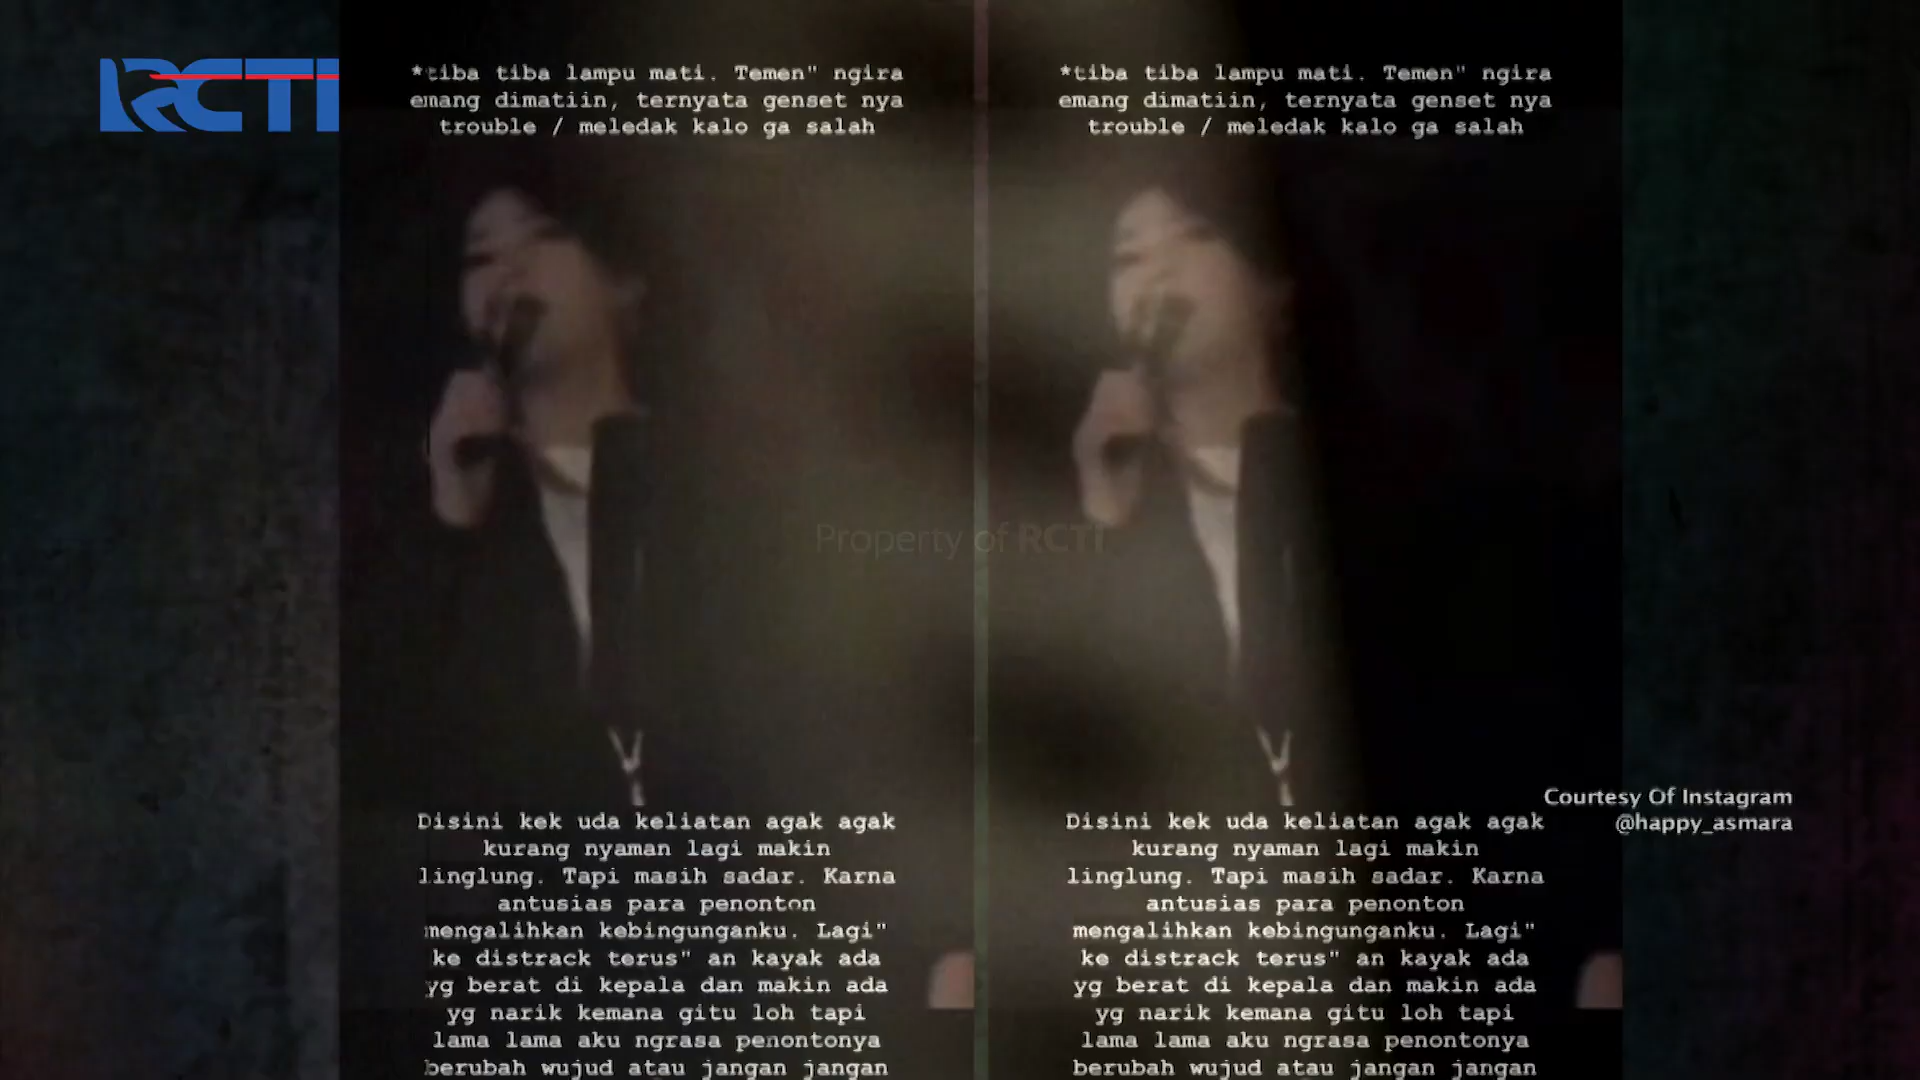 RCTI
*tiba tiba lampu mati. Temen" ngira
emang dimatiin, ternyata genset nya
trouble / meledak kalo ga salah
*tiba tiba lampu mati. Temen" ngira
emang dimatiin, ternyata genset nya
trouble / meledak kalo ga salah
Property of RCTI
Courtesy Of Instagram
@happy_asmara
Disini kek uda keliatan agak agak
kurang nyaman lagi makin
linglung. Tapi masih sadar. Karna
antusias para penonton
mengalihkan kebingunganku. Lagi"
ke distrack terus" an kayak ada
yg berat di kepala dan makin ada
yg narik kemana gitu loh tapi
lama lama aku ngrasa penontonya
berubah wujud atau jangan jangan
Disini kek uda keliatan agak agak
kurang nyaman lagi makin
linglung. Tapi masih sadar. Karna
antusias para penonton
mengalihkan kebingunganku. Lagi"
ke distrack terus" an kayak ada
yg berat di kepala dan makin ada
yg narik kemana gitu loh tapi
lama lama aku ngrasa penontonya
berubah wujud atau jangan jangan